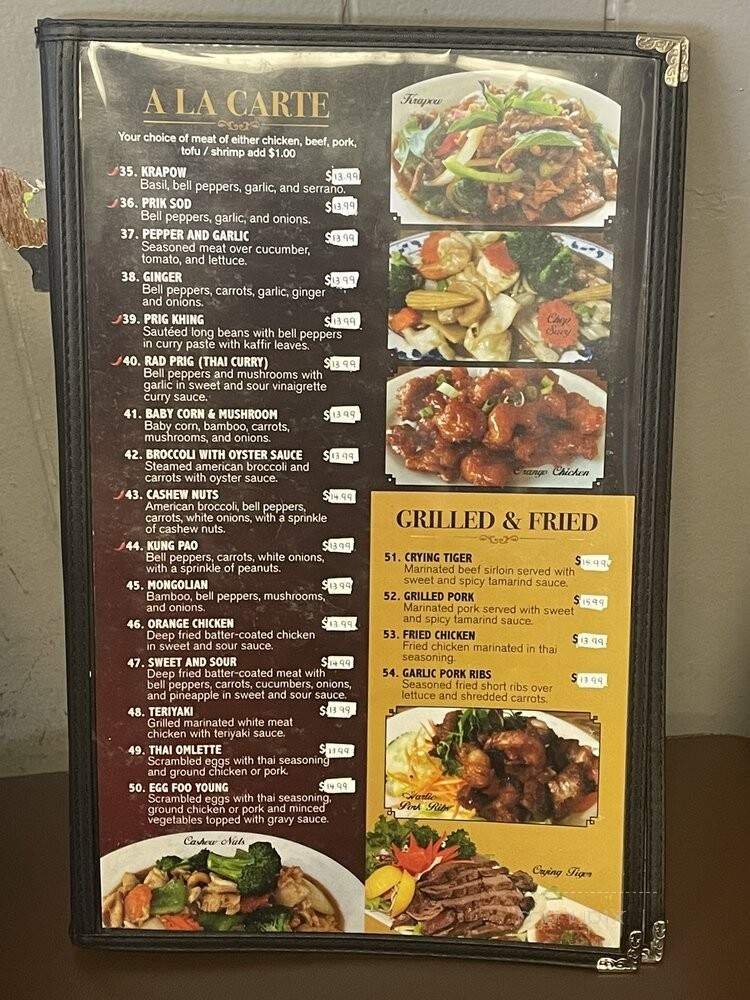 A LA CARTE
Your choice of meat of either chicken, beef, pork,
tofu / shrimp add $1.00
35. KRAPOW $13.99
Basil, bell peppers, garlic, and serrano.
36. PRIK SOD $13.99
Bell peppers, garlic, and onions.
37. PEPPER AND GARLIC $13.99
Seasoned meat over cucumber,
tomato, and lettuce.
38. GINGER $13.99
Bell peppers, carrots, garlic, ginger
and onions.
39. PRIG KHING $13.99
Sautéed long beans with bell peppers
in curry paste with kaffir leaves.
40. RAD PRIG (THAI CURRY) $13.99
Bell peppers and mushrooms with
garlic in sweet and sour vinaigrette
curry sauce.
41. BABY CORN & MUSHROOM $13.99
Baby corn, bamboo, carrots,
mushrooms, and onions.
42. BROCCOLI WITH OYSTER SAUCE $13.99
Steamed american broccoli and
carrots with oyster sauce.
43. CASHEW NUTS $14.99
American broccoli, bell peppers,
carrots, white onions, with a sprinkle
of cashew nuts.
44. KUNG PAO $13.99
Bell peppers, carrots, white onions,
with a sprinkle of peanuts.
45. MONGOLIAN $13.99
Bamboo, bell peppers, mushrooms,
and onions.
46. ORANGE CHICKEN $13.99
Deep fried batter-coated chicken
in sweet and sour sauce.
47. SWEET AND SOUR $14.99
Deep fried batter-coated meat with
bell peppers, carrots, cucumbers, onions,
and pineapple in sweet and sour sauce.
48. TERIYAKI $13.99
Grilled marinated white meat
chicken with teriyaki sauce.
49. THAI OMLETTE $
Scrambled eggs with thai seasoning
and ground chicken or pork.
50. EGG FOO YOUNG $14.99
Scrambled eggs with thai seasoning,
ground chicken or pork and minced
vegetables topped with gravy sauce.
Cashew Nuts
Krapow
Chop
Suey
Orange Chicken
GRILLED & FRIED
51. CRYING TIGER $15.99
Marinated beef sirloin served with
sweet and spicy tamarind sauce.
52. GRILLED PORK $15.99
Marinated pork served with sweet
and spicy tamarind sauce.
53. FRIED CHICKEN $13.99
Fried chicken marinated in thai
seasoning.
54. GARLIC PORK RIBS $13.99
Seasoned fried short ribs over
lettuce and shredded carrots.
Garlic
Pork Ribs
Crying Tiger